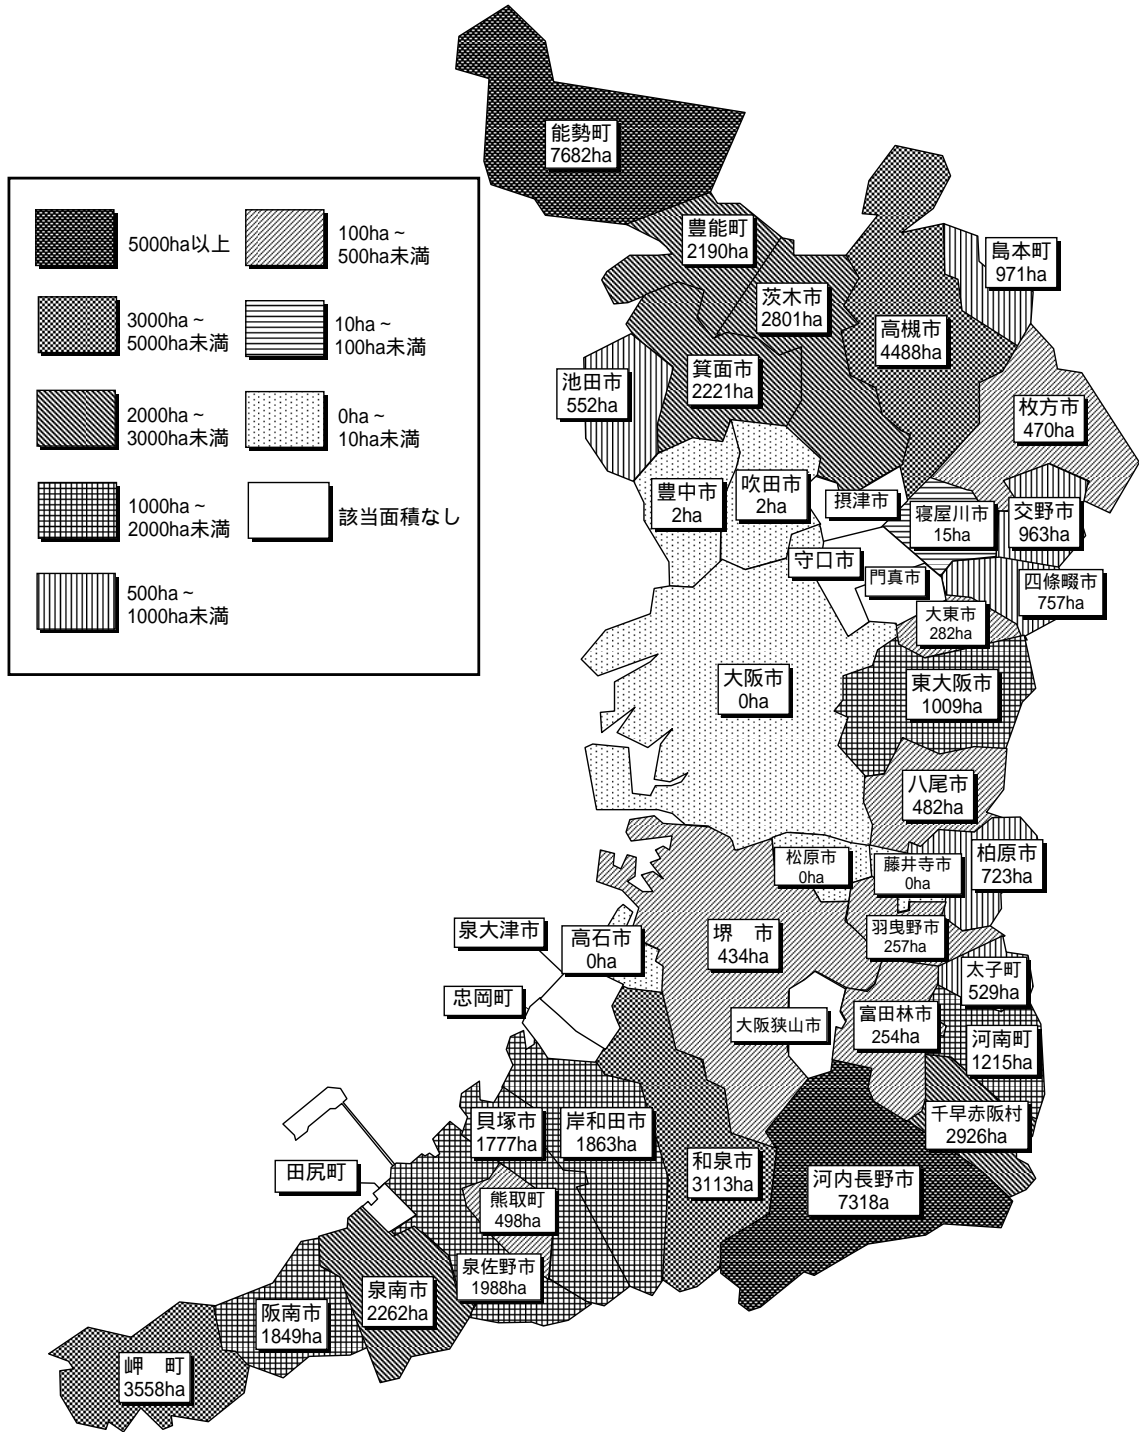 能勢町
7682ha
豊能町
2190ha
島本町
971ha
茨木市
2801ha
高槻市
4488ha
箕面市
2221ha
池田市
552ha
枚方市
470ha
5000ha以上
3000ha ~
5000ha未満
2000ha ~
3000ha未満
1000ha ~
2000ha未満
500ha ~
1000ha未満
100ha ~
500ha未満
10ha ~
100ha未満
0ha ~
10ha未満
該当面積なし
豊中市
2ha
吹田市
2ha
摂津市
寝屋川市
15ha
交野市
963ha
守口市
門真市
四條畷市
757ha
大東市
282ha
大阪市
0ha
東大阪市
1009ha
八尾市
482ha
松原市
0ha
藤井寺市
0ha
柏原市
723ha
泉大津市
高石市
0ha
堺　市
434ha
羽曳野市
257ha
太子町
529ha
忠岡町
大阪狭山市
富田林市
254ha
河南町
1215ha
貝塚市
1777ha
岸和田市
1863ha
千早赤阪村
2926ha
田尻町
和泉市
3113ha
河内長野市
7318a
熊取町
498ha
泉佐野市
1988ha
泉南市
2262ha
阪南市
1849ha
岬　町
3558ha